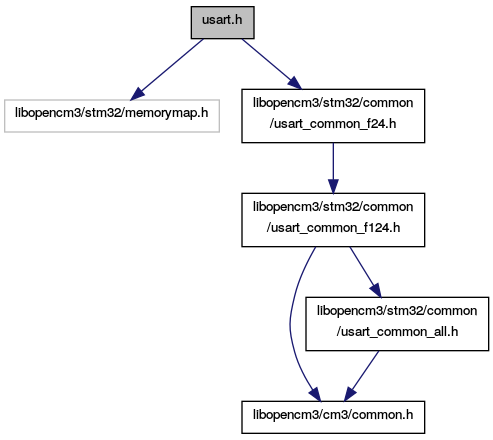 usart.h
libopencm3/stm32/memorymap.h
libopencm3/stm32/common
/usart_common_f24.h
libopencm3/stm32/common
/usart_common_f124.h
libopencm3/stm32/common
/usart_common_all.h
libopencm3/cm3/common.h